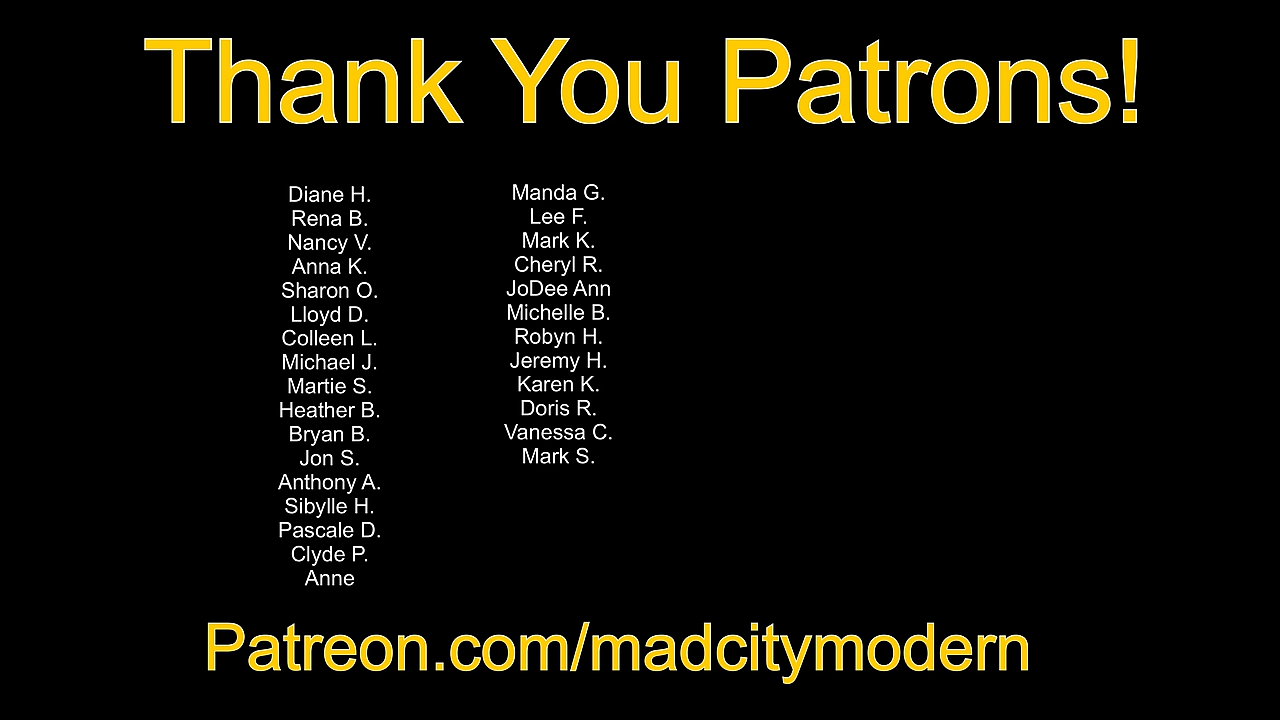 Thank You Patrons!
Diane H.
Rena B.
Nancy V.
Anna K.
Sharon O.
Lloyd D.
Colleen L.
Michael J.
Martie S.
Heather B.
Bryan B.
Jon S.
Anthony A.
Sibylle H.
Pascale D.
Clyde P.
Anne
Manda G.
Lee F.
Mark K.
Cheryl R.
JoDee Ann
Michelle B.
Robyn H.
Jeremy H.
Karen K.
Doris R.
Vanessa C.
Mark S.
Patreon.com/madcitymodern